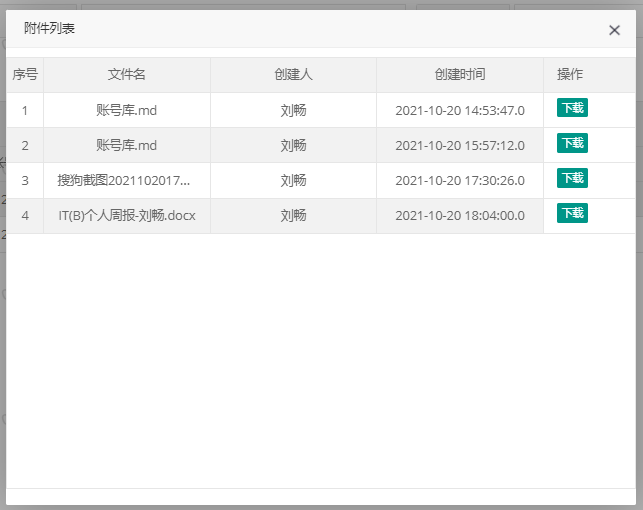 附件列表
序号 文件名 创建人 创建时间 操作
1 账号库.md 刘畅 2021-10-20 14:53:47.0 下载
2 账号库.md 刘畅 2021-10-20 15:57:12.0 下载
3 搜狗截图2021102017... 刘畅 2021-10-20 17:30:26.0 下载
4 IT(B)个人周报-刘畅.docx 刘畅 2021-10-20 18:04:00.0 下载